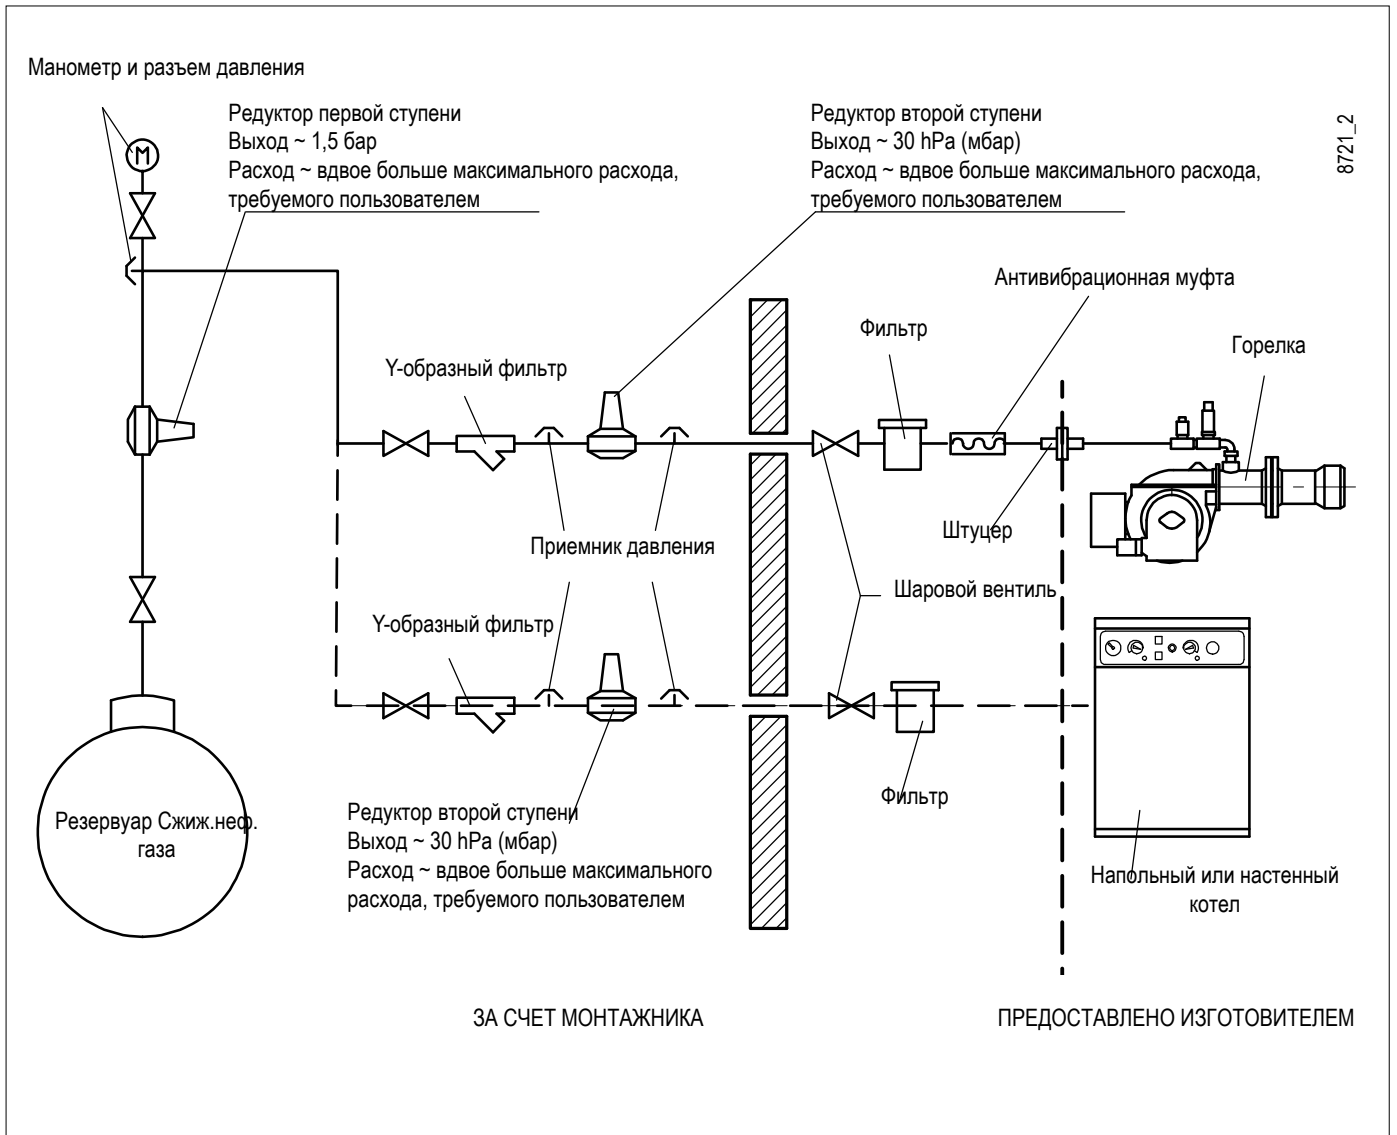 Манометр и разъем давления
Редуктор первой ступени
Выход ~ 1,5 бар
Расход ~ вдвое больше максимального расхода,
требуемого пользователем
Редуктор второй ступени
Выход ~ 30 hPa (мбар)
Расход ~ вдвое больше максимального расхода,
требуемого пользователем
8721_2
M
Антивибрационная муфта
Фильтр
Горелка
Y-образный фильтр
Штуцер
Приемник давления
Шаровой вентиль
Y-образный фильтр
Фильтр
Резервуар Сжиж.неф.
газа
Редуктор второй ступени
Выход ~ 30 hPa (мбар)
Расход ~ вдвое больше максимального
расхода, требуемого пользователем
Напольный или настенный
котел
ЗА СЧЕТ МОНТАЖНИКА
ПРЕДОСТАВЛЕНО ИЗГОТОВИТЕЛЕМ